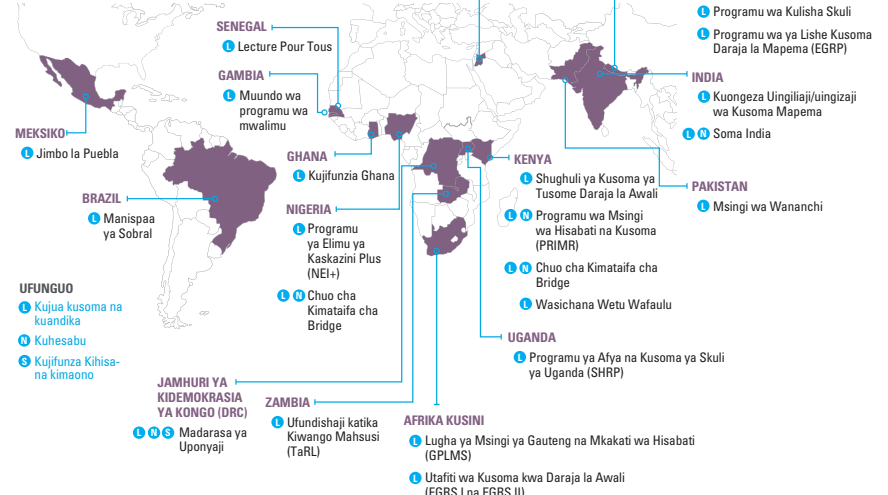 SENEGAL
L Lecture Pour Tous
GAMBIA
L Muundo wa
programu wa
mwalimu
MEKSIKO
L Jimbo la Puebla
BRAZIL
L Manispaa
ya Sobral
GHANA
L Kujifunzia Ghana
NIGERIA
L Programu
ya Elimu ya
Kaskazini Plus
(NEI+)
L N Chuo cha
Kimataifa cha
Bridge
L Programu wa Kulisha Skuli
L Programu wa ya Lishe Kusoma
Daraja la Mapema (EGRP)
INDIA
L Kuongeza Uingiliaji/uingizaji
wa Kusoma Mapema
L N Soma India
PAKISTAN
L Msingi wa Wananchi
KENYA
L Shughuli ya Kusoma ya
Tusome Daraja la Awali
L N Programu wa Msingi
wa Hisabati na Kusoma
(PRIMR)
L N Chuo cha Kimataifa cha
Bridge
L Wasichana Wetu Wafaulu
UGANDA
L Programu ya Afya na Kusoma ya Skuli
ya Uganda (SHRP)
UFUNGUO
L Kujua kusoma na
kuandika
N Kuhesabu
S Kujifunza Kihisa-
na kimaono
JAMHURI YA
KIDEMOKRASIA
YA KONGO (DRC)
L N S Madarasa ya
Uponyaji
ZAMBIA
L Ufundishaji katika
Kiwango Mahsusi
(TaRL)
AFRIKA KUSINI
L Lugha ya Msingi ya Gauteng na Mkakati wa Hisabati
(GPLMS)
L Utafiti wa Kusoma kwa Daraja la Awali
(EGRS I na EGRS II)